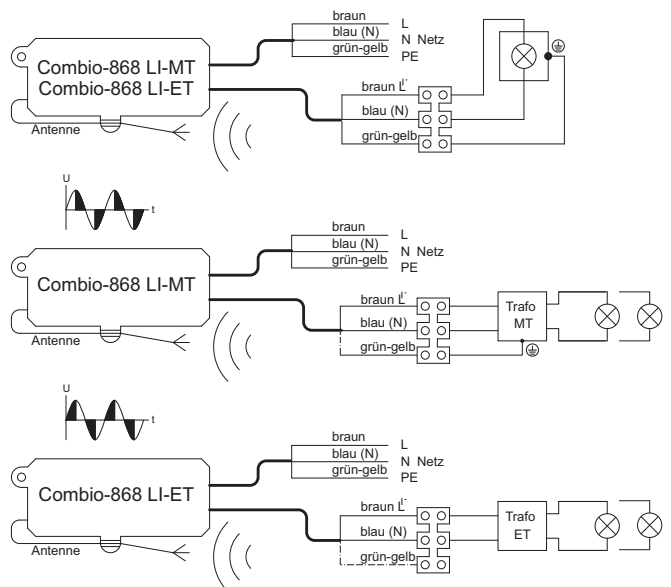 braun L
blau (N) N Netz
grün-gelb PE
Combio-868 LI-MT
Combio-868 LI-ET
braun L'
blau (N)
grün-gelb
Antenne
U
t
braun L
blau (N) N Netz
grün-gelb PE
Combio-868 LI-MT
braun L'
blau (N)
grün-gelb
Trafo
MT
Antenne
U
t
braun L
blau (N) N Netz
grün-gelb PE
Combio-868 LI-ET
braun L'
blau (N)
grün-gelb
Trafo
ET
Antenne